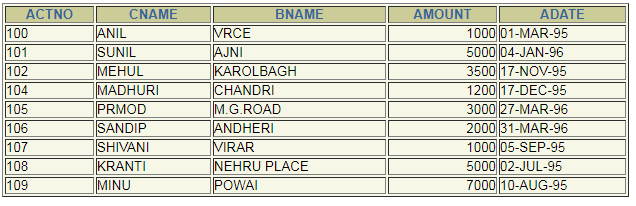 ACTNO CNAME BNAME AMOUNT ADATE
100 ANIL VRCE 1000 01-MAR-95
101 SUNIL AJNI 5000 04-JAN-96
102 MEHUL KAROLBAGH 3500 17-NOV-95
104 MADHURI CHANDRI 1200 17-DEC-95
105 PRMOD M.G.ROAD 3000 27-MAR-96
106 SANDIP ANDHERI 2000 31-MAR-96
107 SHIVANI VIRAR 1000 05-SEP-95
108 KRANTI NEHRU PLACE 5000 02-JUL-95
109 MINU POWAI 7000 10-AUG-95